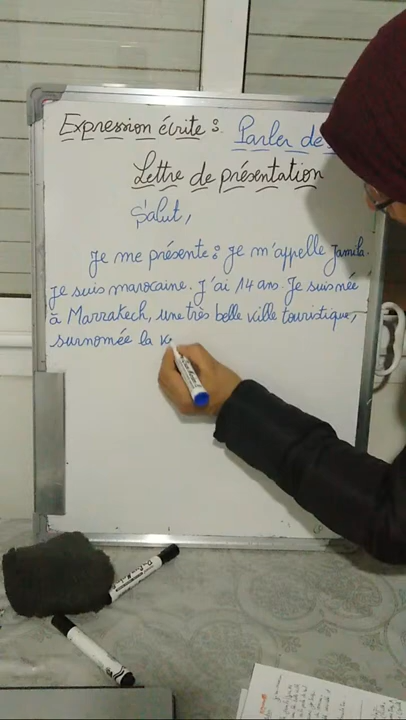 Expression écrite : Parler de
Lettre de présentation
Salut,
Je me présente : Je m'appelle Jamila.
Je suis marocaine. J'ai 14 ans. Je suis née
à Marrakech, une très belle ville touristique,
surnomée la v